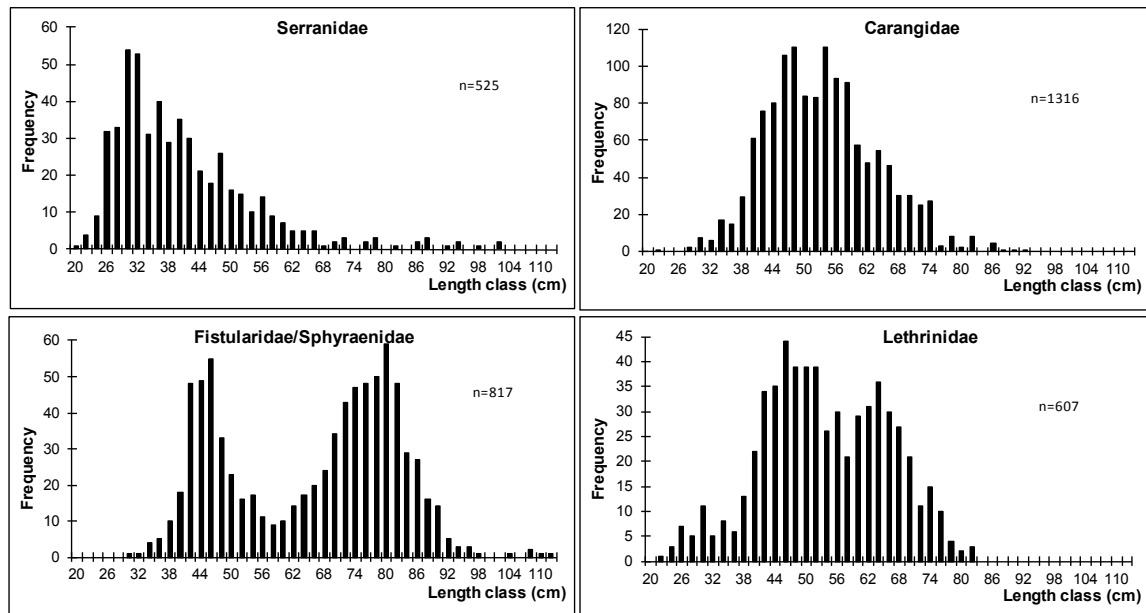 Serranidae
n=525
Frequency
60
50
40
30
20
10
0
20 26 32 38 44 50 56 62 68 74 80 86 92 98 104 110
Length class (cm)
Carangidae
n=1316
Frequency
120
100
80
60
40
20
0
20 26 32 38 44 50 56 62 68 74 80 86 92 98 104 110
Length class (cm)
Fistularidae/Sphyraenidae
n=817
Frequency
60
50
40
30
20
10
0
20 26 32 38 44 50 56 62 68 74 80 86 92 98 104 110
Length class (cm)
Lethrinidae
n=607
Frequency
45
40
35
30
25
20
15
10
5
0
20 26 32 38 44 50 56 62 68 74 80 86 92 98 104 110
Length class (cm)